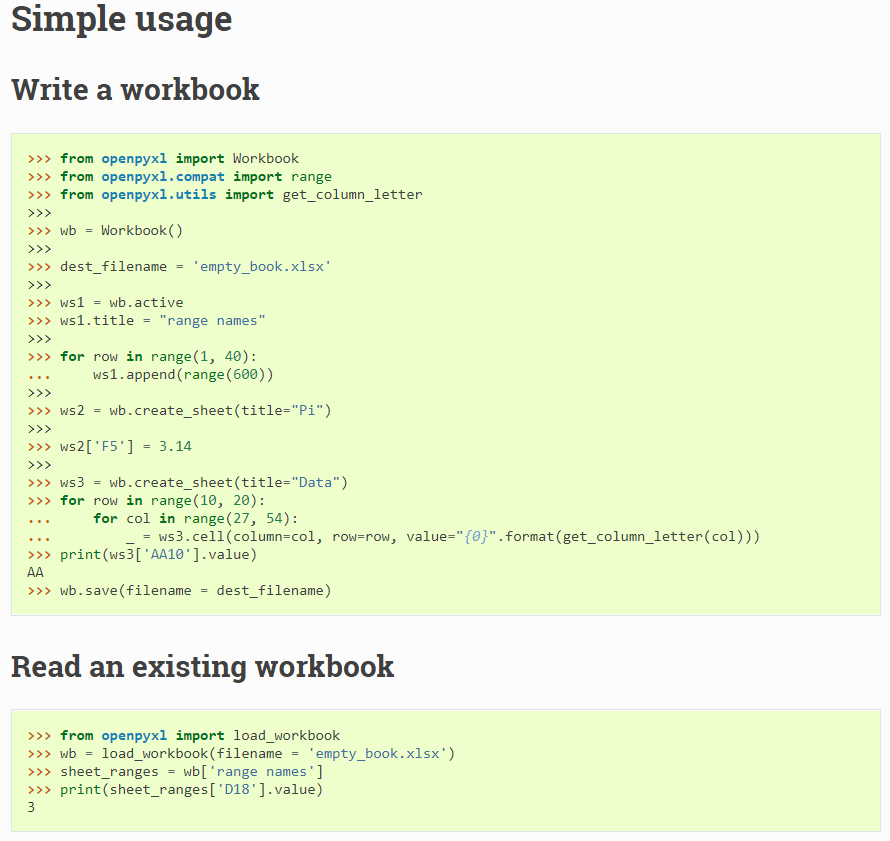 Simple usage
Write a workbook
>>> from openpyxl import Workbook
>>> from openpyxl.compat import range
>>> from openpyxl.utils import get_column_letter
>>>
>>> wb = Workbook()
>>>
>>> dest_filename = 'empty_book.xlsx'
>>>
>>> ws1 = wb.active
>>> ws1.title = "range names"
>>>
>>> for row in range(1, 40):
...     ws1.append(range(600))
>>>
>>> ws2 = wb.create_sheet(title="Pi")
>>>
>>> ws2['F5'] = 3.14
>>>
>>> ws3 = wb.create_sheet(title="Data")
>>> for row in range(10, 20):
...     for col in range(27, 54):
...         _ = ws3.cell(column=col, row=row, value="{0}".format(get_column_letter(col)))
>>> print(ws3['AA10'].value)
AA
>>> wb.save(filename = dest_filename)
Read an existing workbook
>>> from openpyxl import load_workbook
>>> wb = load_workbook(filename = 'empty_book.xlsx')
>>> sheet_ranges = wb['range names']
>>> print(sheet_ranges['D18'].value)
3